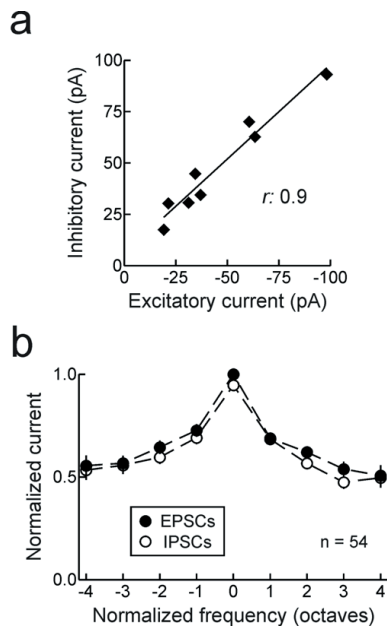 a
100
75
50
25
0
Inhibitory current (pA)
r: 0.9
0 -25 -50 -75 -100
Excitatory current (pA)
b
1.0
0.5
0.0
Normalized current
EPSCs
IPSCs
n = 54
-4 -3 -2 -1 0 1 2 3 4
Normalized frequency (octaves)